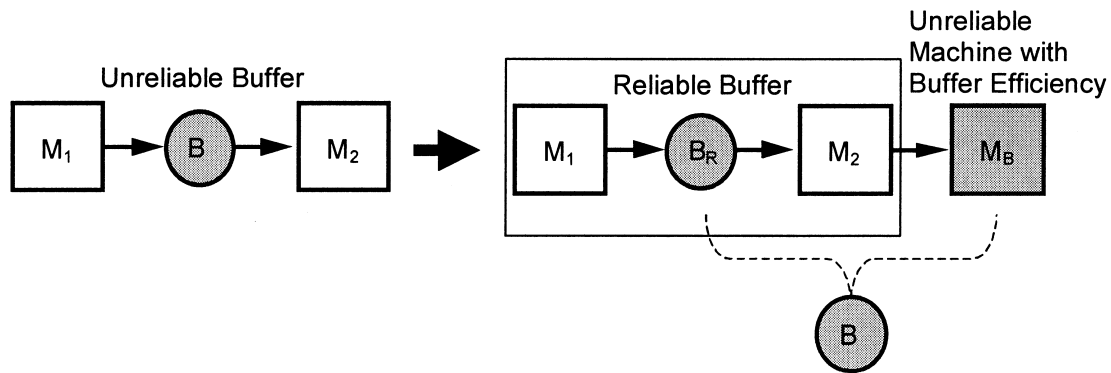 Unreliable Buffer
M1
B
M2
Reliable Buffer
M1
BR
M2
Unreliable
Machine with
Buffer Efficiency
MB
B